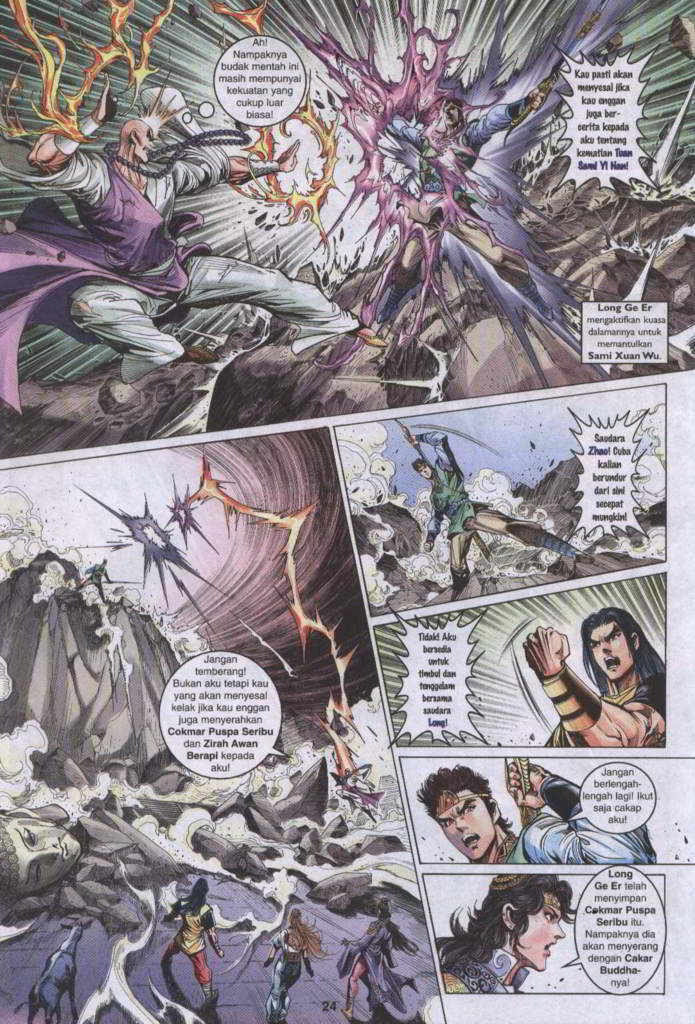 Ah!
Nampaknya
budak mentah ini
masih mempunyai
kekuatan yang
cukup luar
biasa!
Kau pasti akan
menyesal jika
kau enggan
juga ber-
cerita kepada
aku tentang
kematian Tuan
Sami Yi Nan!
Long Ge Er
mengaktifkan kuasa
dalamannya untuk
memantulkan
Sami Xuan Wu.
Saudara
Zhao! Cuba
kalian
berundur
dari sini
secepat
mungkin!
Jangan
temberang!
Bukan aku tetapi kau
yang akan menyesal
kelak jika kau enggan
juga menyerahkan
Cokmar Puspa Seribu
dan Zirah Awan
Berapi kepada
aku!
Tidak! Aku
bersedia
untuk
timbul dan
tenggelam
bersama
saudara
Long!
Jangan
berlengah-
lengah lagi! Ikut
saja cakap
aku!
Long
Ge Er telah
menyimpan
Cokmar Puspa
Seribu itu.
Nampaknya dia
akan menyerang
dengan Cakar
Buddha-
nya!
24